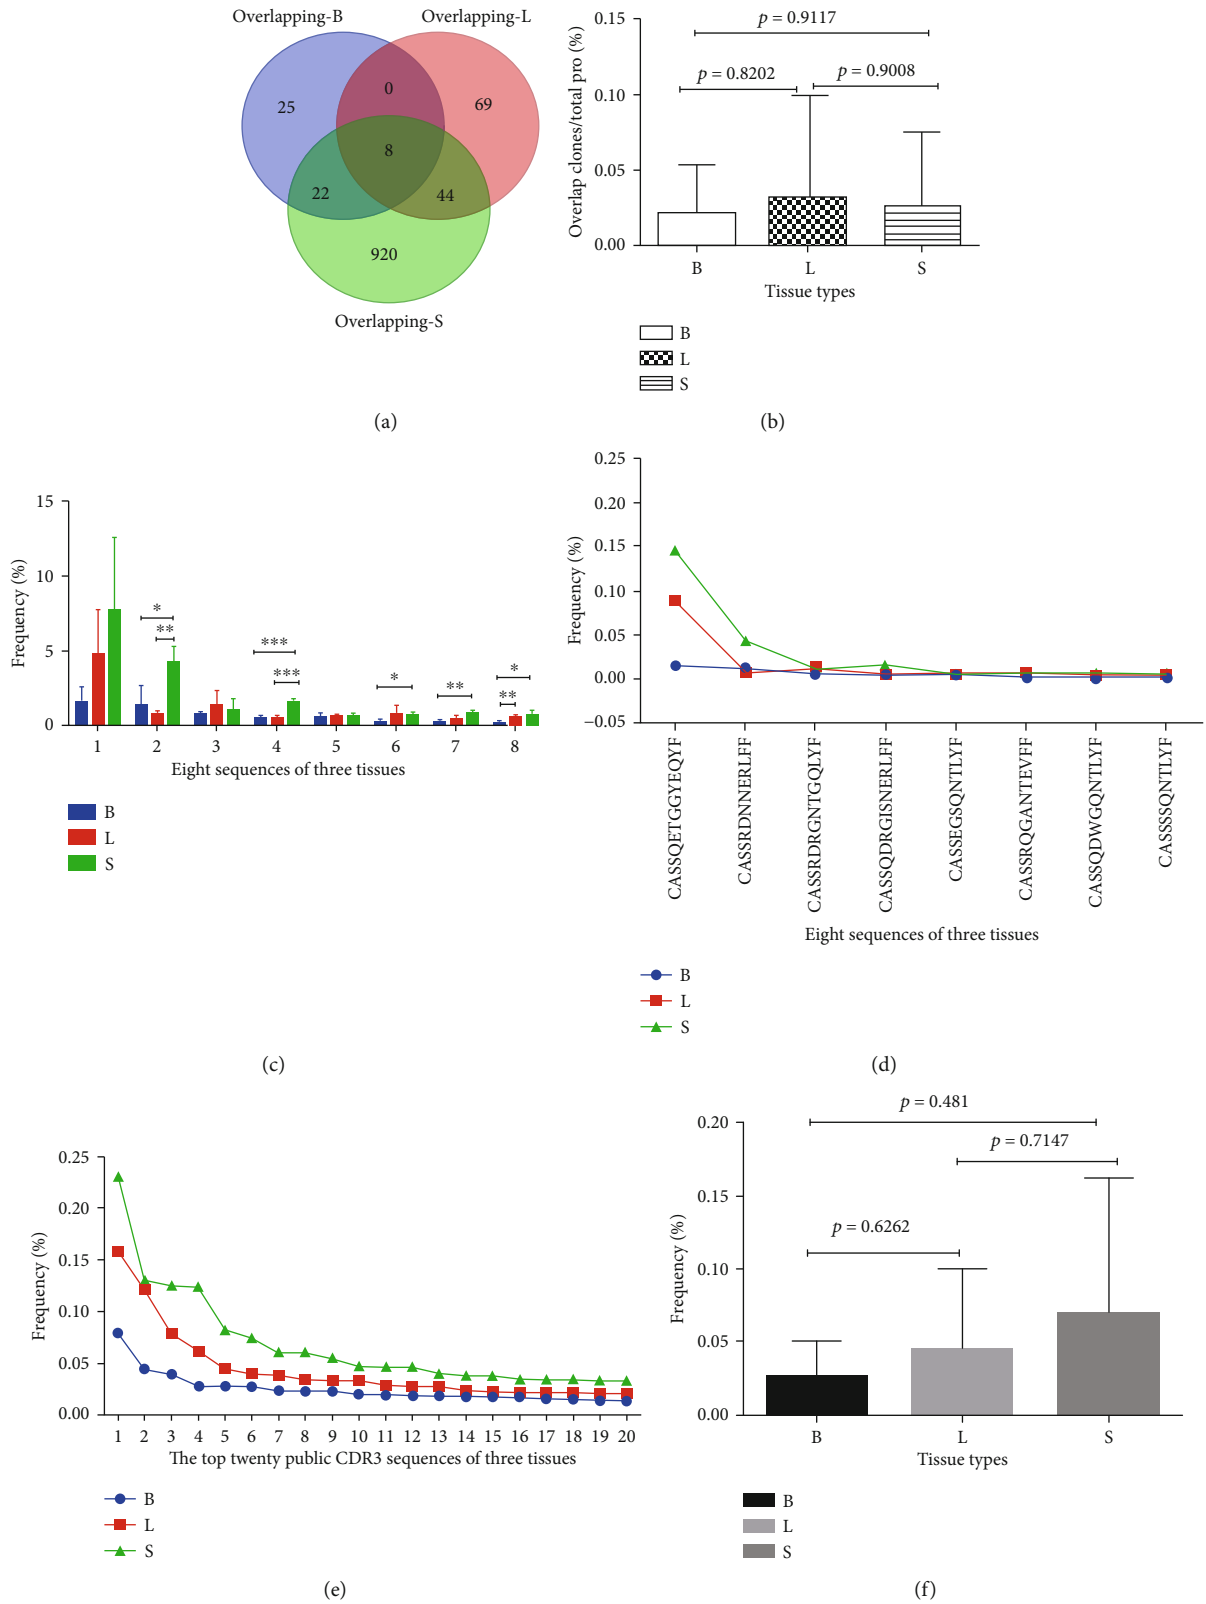 Overlapping-B
Overlapping-L
25
0
69
8
22
44
920
Overlapping-S
(a)
Overlap clones/total pro (%)
0.15
0.10
0.05
0.00
p = 0.9117
p = 0.8202
p = 0.9008
B
L
S
Tissue types
B
L
S
(b)
Frequency (%)
15
10
5
0
*
**
***
***
*
**
*
**
1
2
3
4
5
6
7
8
Eight sequences of three tissues
B
L
S
(c)
Frequency (%)
0.25
0.20
0.15
0.10
0.05
0.00
−0.05
CASSQETGGYEQYF
CASSRDNNERLFF
CASSRDRGNTGQLYF
CASSQDRGISNERLFF
CASSEGSQNTLYF
CASSRQGANTEVFF
CASSQDWGQNTLYF
CASSSSQNTLYF
Eight sequences of three tissues
B
L
S
(d)
Frequency (%)
0.25
0.20
0.15
0.10
0.05
0.00
1
2
3
4
5
6
7
8
9
10
11
12
13
14
15
16
17
18
19
20
The top twenty public CDR3 sequences of three tissues
B
L
S
(e)
Frequency (%)
0.20
0.15
0.10
0.05
0.00
p = 0.481
p = 0.7147
p = 0.6262
B
L
S
Tissue types
B
L
S
(f)